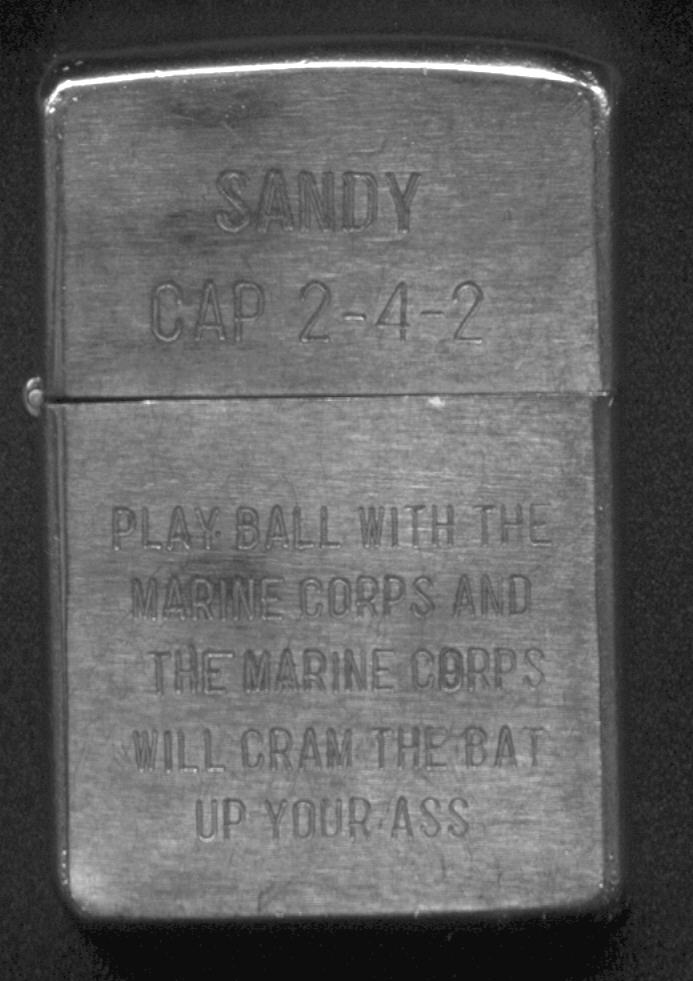 SANDY
CAP 2-4-2
PLAY BALL WITH THE
MARINE CORPS AND
THE MARINE CORPS
WILL CRAM THE BAT
UP YOUR ASS